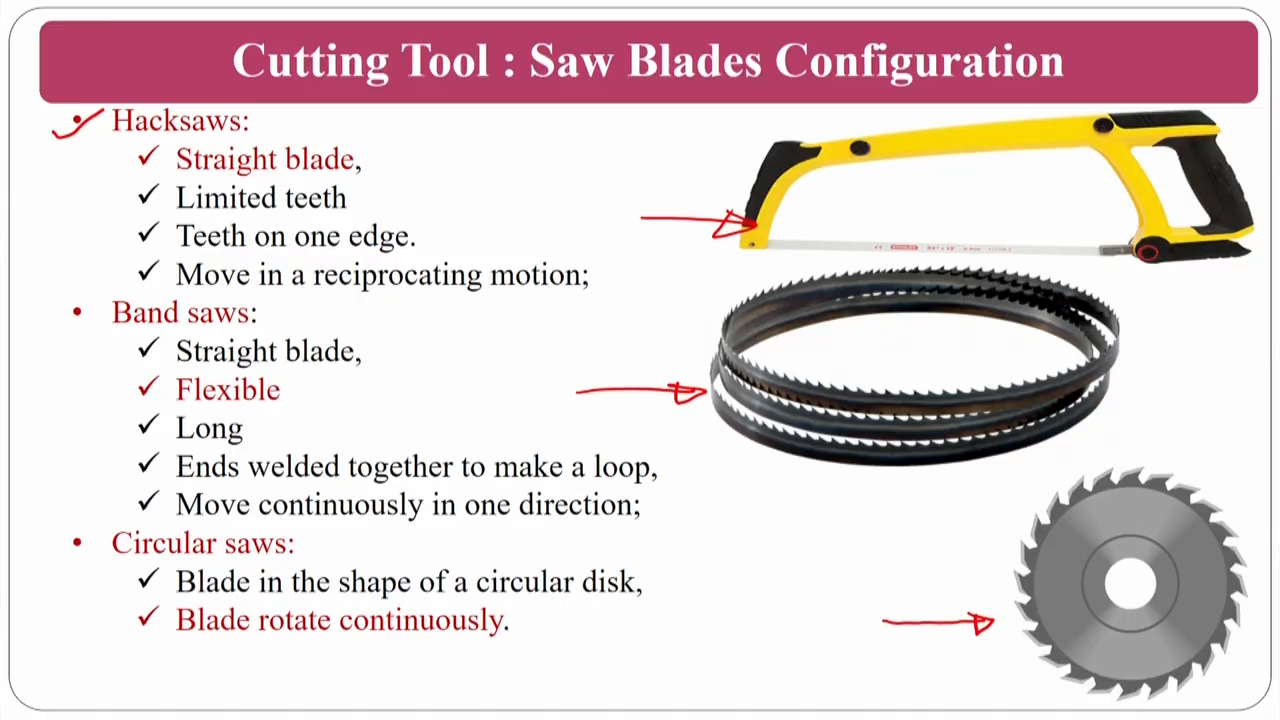 Cutting Tool : Saw Blades Configuration
• Hacksaws:
✓ Straight blade,
✓ Limited teeth
✓ Teeth on one edge.
✓ Move in a reciprocating motion;
• Band saws:
✓ Straight blade,
✓ Flexible
✓ Long
✓ Ends welded together to make a loop,
✓ Move continuously in one direction;
• Circular saws:
✓ Blade in the shape of a circular disk,
✓ Blade rotate continuously.